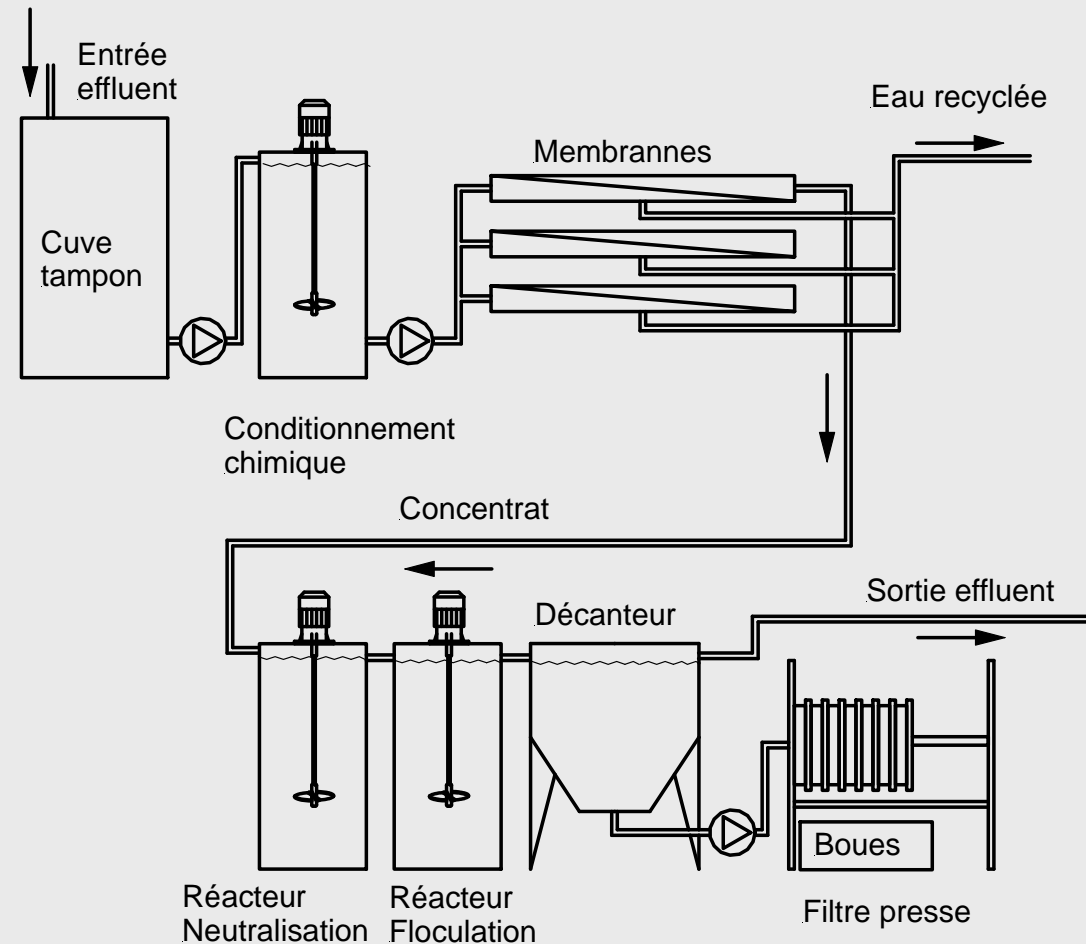 Entrée
effluent
Eau recyclée
Membrannes
Cuve
tampon
Conditionnement
chimique
Concentrat
Sortie effluent
Décanteur
Boues
Réacteur
Neutralisation
Réacteur
Floculation
Filtre presse